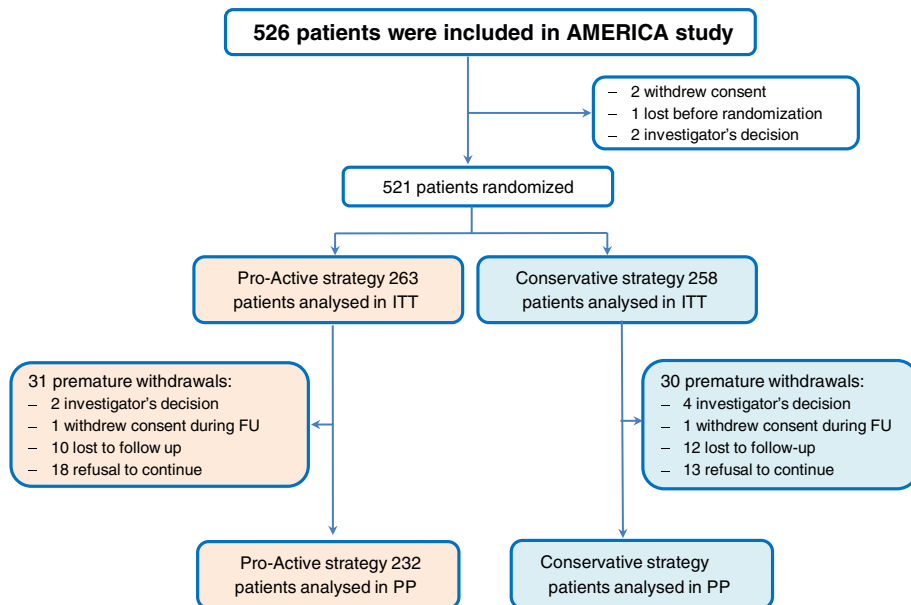 526 patients were included in AMERICA study
– 2 withdrew consent
– 1 lost before randomization
– 2 investigator's decision
521 patients randomized
Pro-Active strategy 263
patients analysed in ITT
Conservative strategy 258
patients analysed in ITT
31 premature withdrawals:
– 2 investigator's decision
– 1 withdrew consent during FU
– 10 lost to follow up
– 18 refusal to continue
30 premature withdrawals:
– 4 investigator's decision
– 1 withdrew consent during FU
– 12 lost to follow-up
– 13 refusal to continue
Pro-Active strategy 232
patients analysed in PP
Conservative strategy
patients analysed in PP